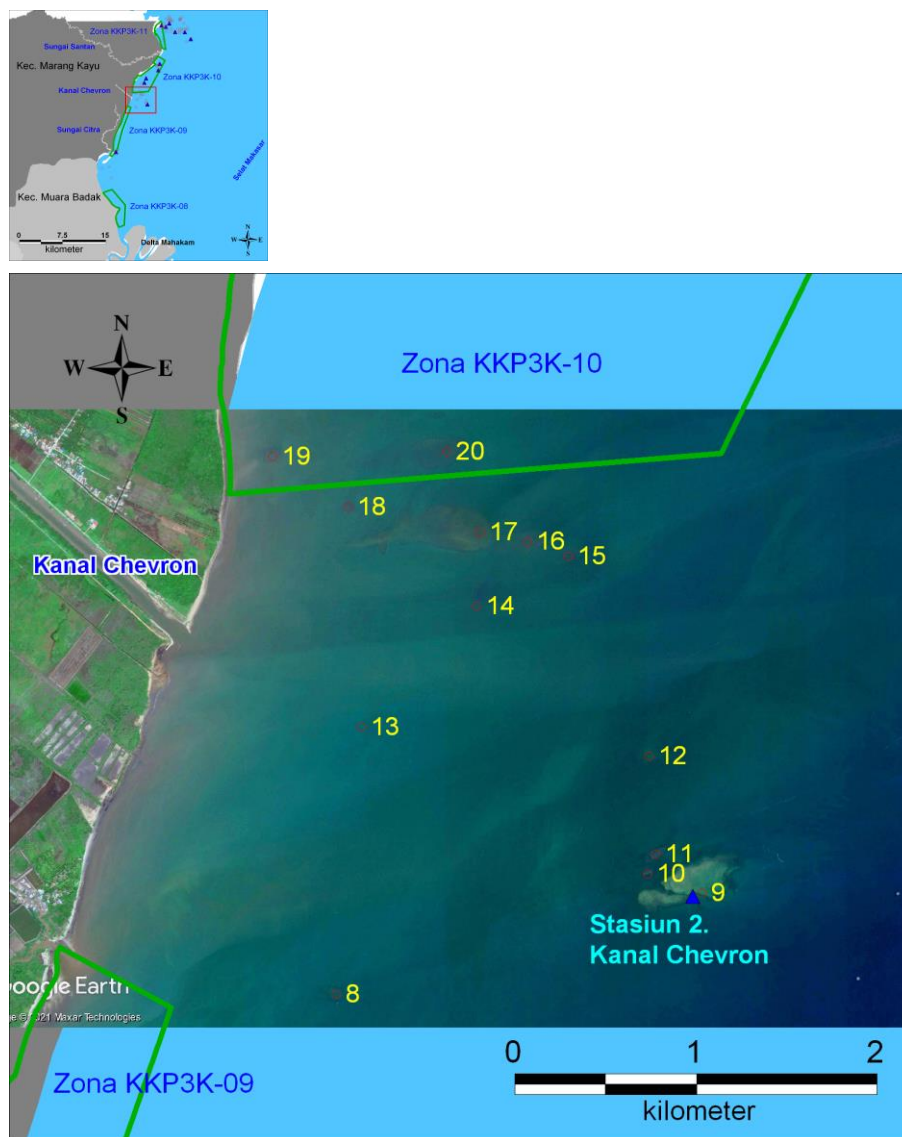 Zona KKP3K-11
Sungai Santan
Kec. Marang Kayu
Zona KKP3K-10
Kanal Chevron
Sungai Citra
Zona KKP3K-09
Selat Makasar
Kec. Muara Badak
Zona KKP3K-08
N
W E
S
0 7.5 15
kilometer
Delta Mahakam
N
W E
S
Zona KKP3K-10
19
20
18
17
16
15
Kanal Chevron
14
13
12
11
10
9
Stasiun 2.
Kanal Chevron
8
oogle Earth
e © 2021 Maxar Technologies
Zona KKP3K-09
0 1 2
kilometer